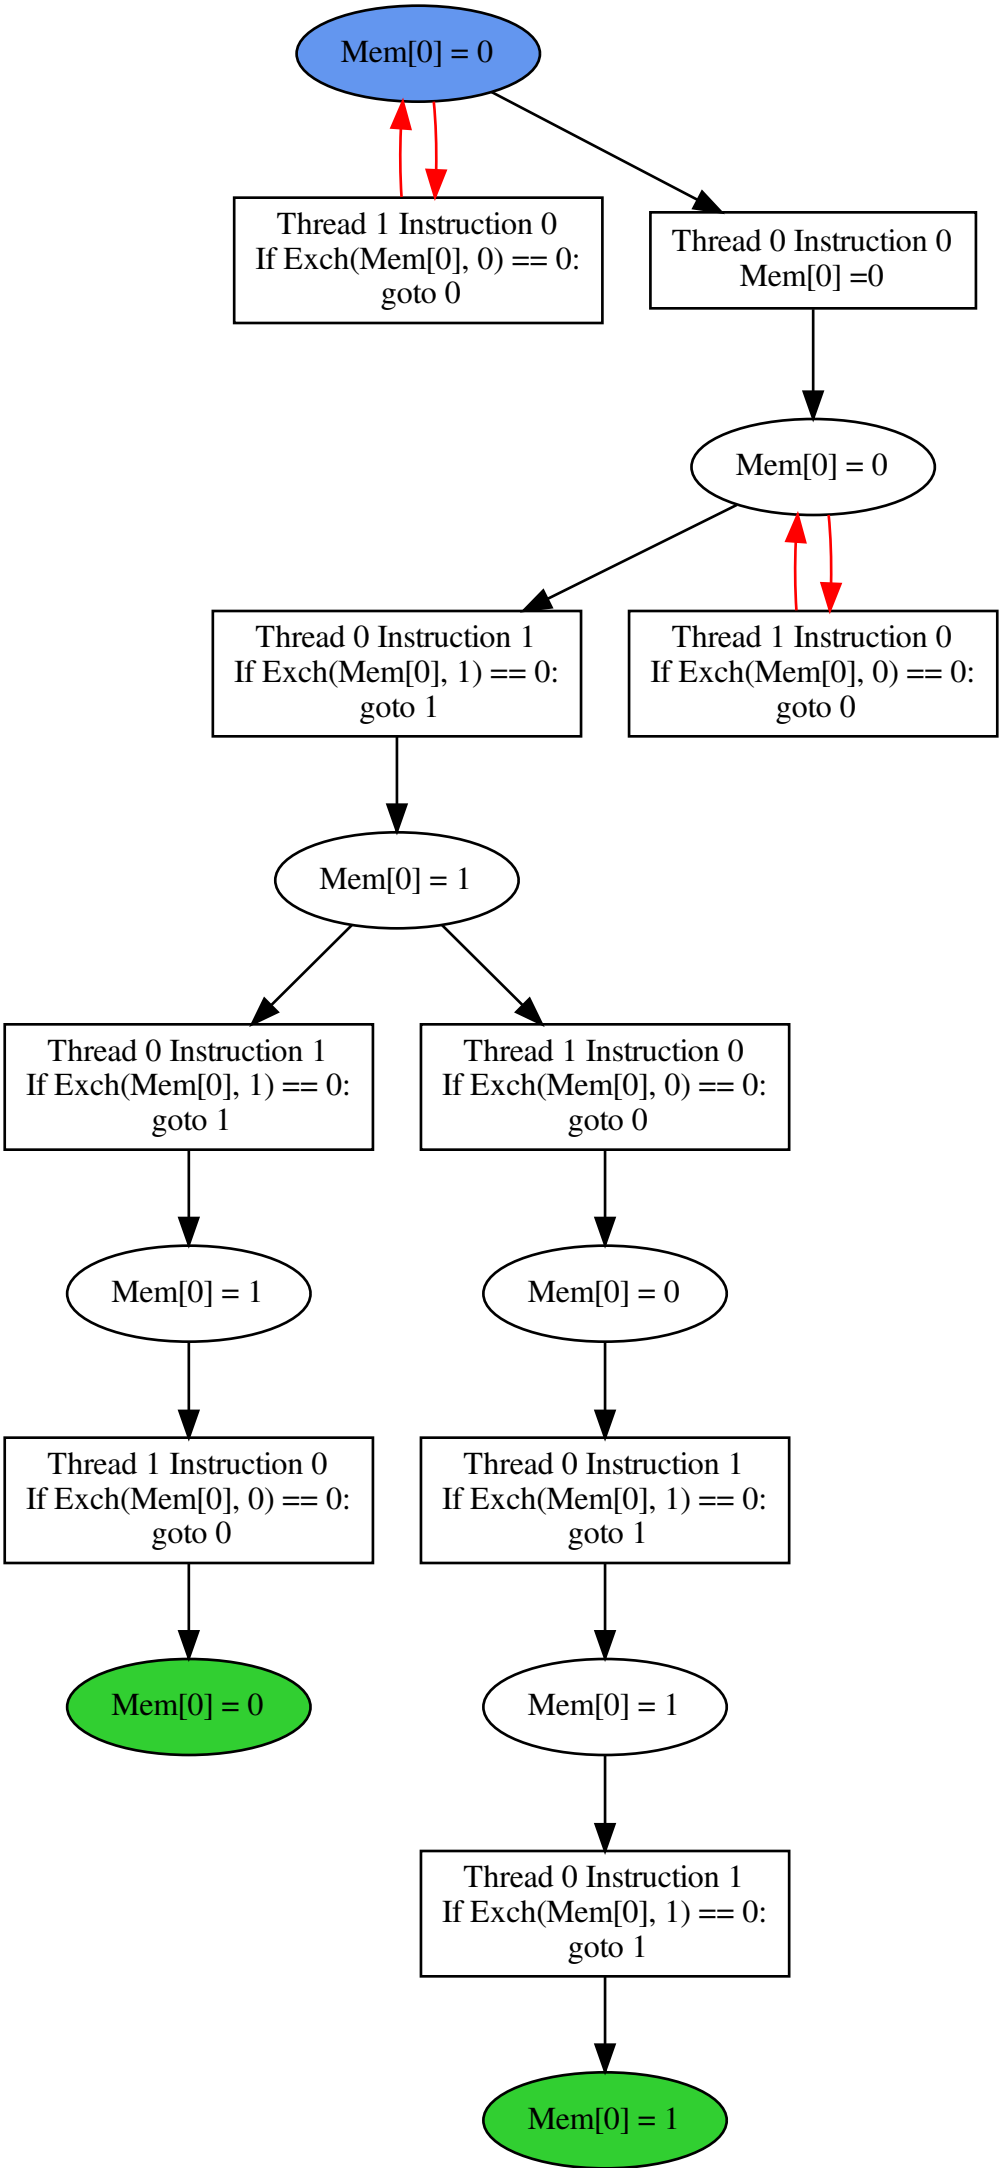 Mem[0] = 0
Thread 1 Instruction 0
If Exch(Mem[0], 0) == 0:
goto 0
Thread 0 Instruction 0
Mem[0] =0
Mem[0] = 0
Thread 0 Instruction 1
If Exch(Mem[0], 1) == 0:
goto 1
Thread 1 Instruction 0
If Exch(Mem[0], 0) == 0:
goto 0
Mem[0] = 1
Thread 0 Instruction 1
If Exch(Mem[0], 1) == 0:
goto 1
Thread 1 Instruction 0
If Exch(Mem[0], 0) == 0:
goto 0
Mem[0] = 1
Mem[0] = 0
Thread 1 Instruction 0
If Exch(Mem[0], 0) == 0:
goto 0
Thread 0 Instruction 1
If Exch(Mem[0], 1) == 0:
goto 1
Mem[0] = 0
Mem[0] = 1
Thread 0 Instruction 1
If Exch(Mem[0], 1) == 0:
goto 1
Mem[0] = 1